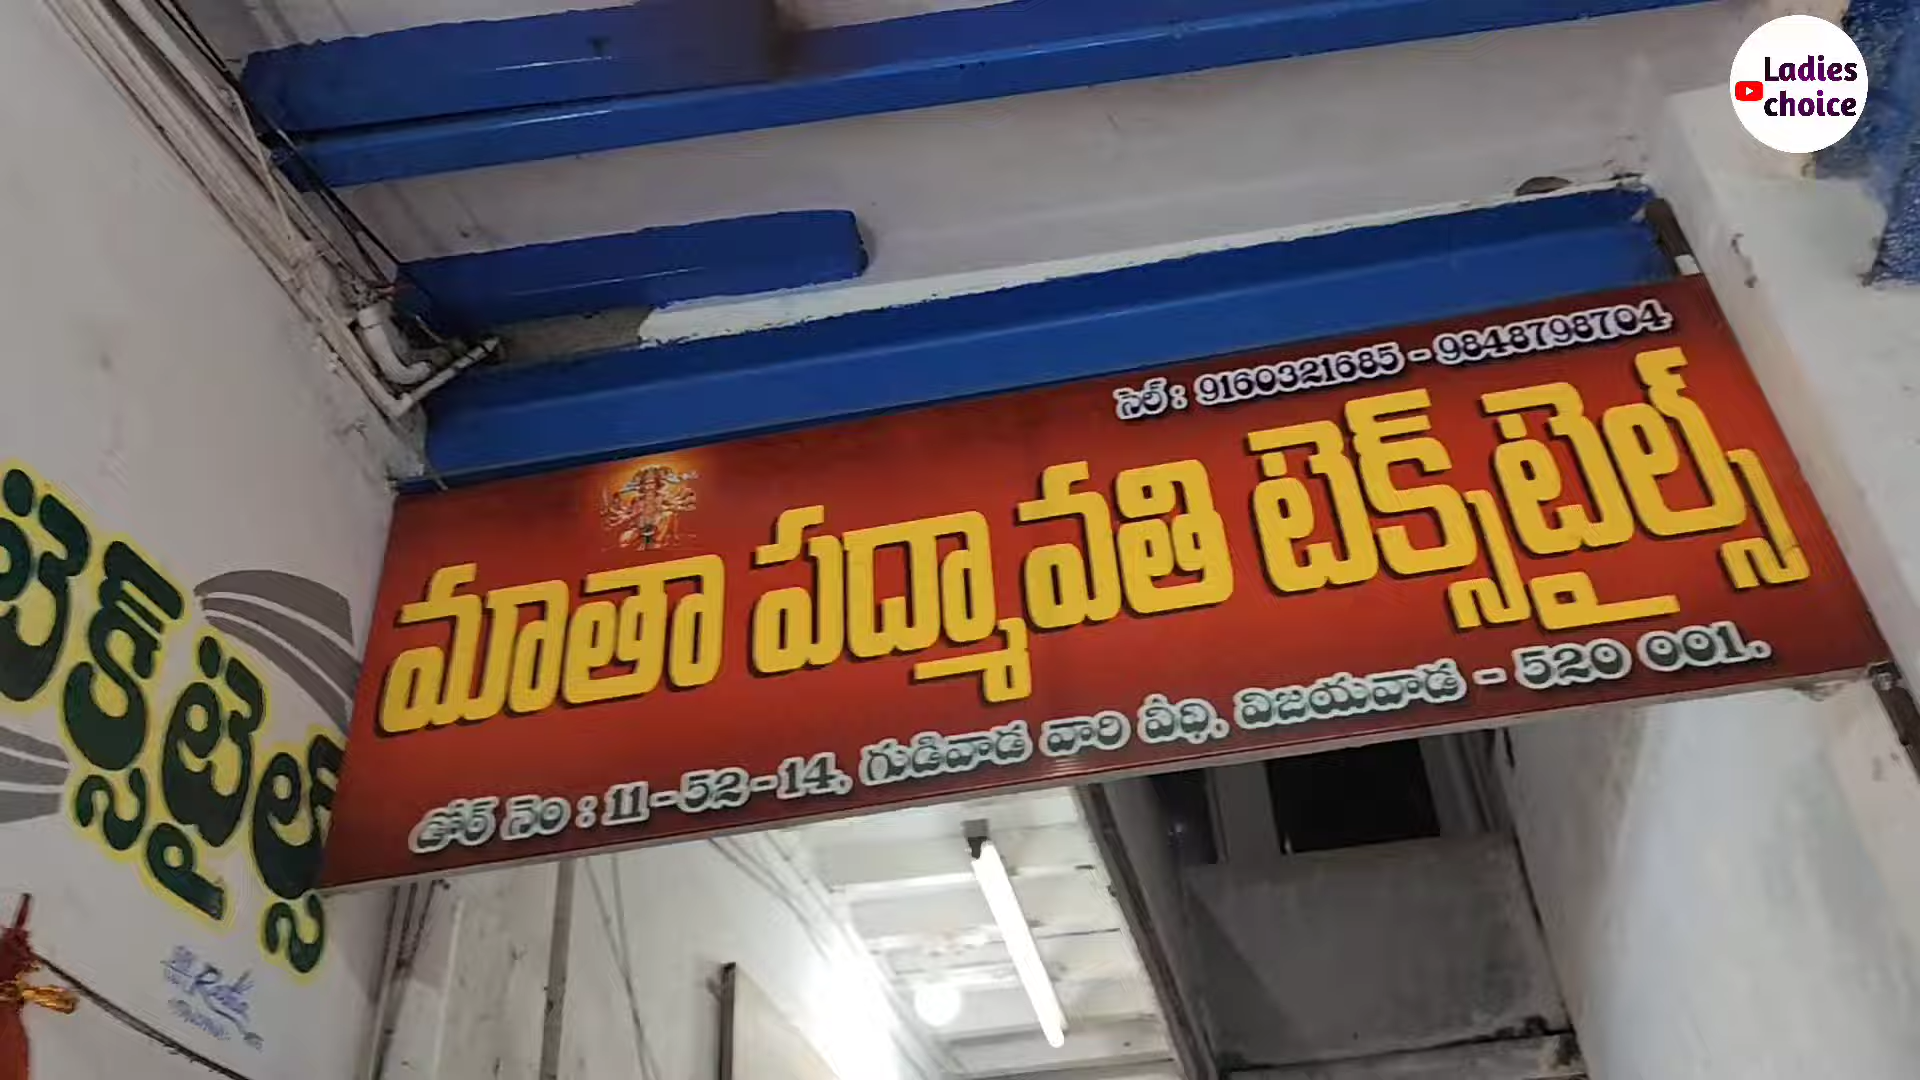 Ladies
choice
సెల్ : 9160321685 - 9848798704
మాతా పద్మావతి టెక్స్‌టైల్స్
డోర్ నెం : 11-52-14, గుడివాడ వారి వీధి, విజయవాడ - 520 001.
టెక్స్‌టైల్స్